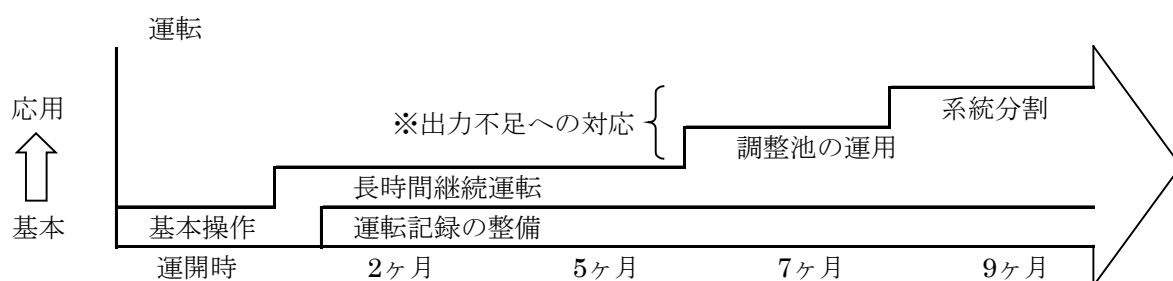 運転
応用
系統分割
※出力不足への対応
調整池の運用
長時間継続運転
基本
基本操作
運転記録の整備
運開時
2ヶ月
5ヶ月
7ヶ月
9ヶ月